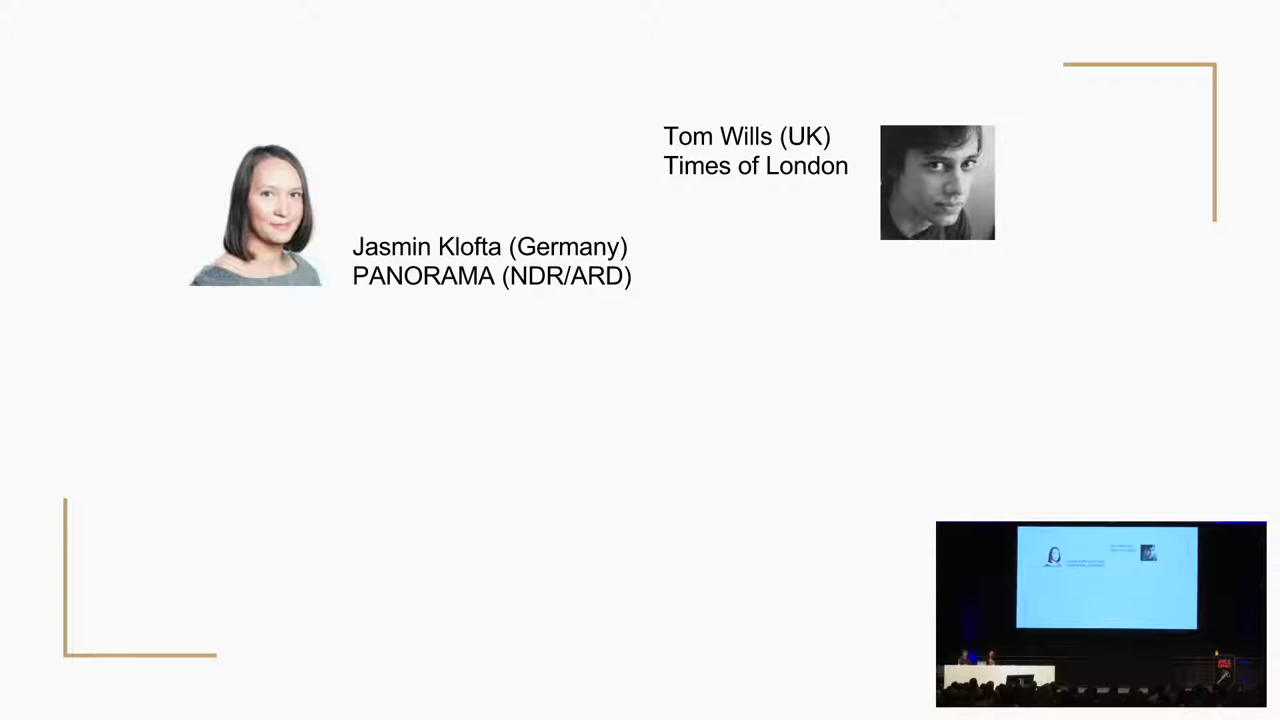 Tom Wills (UK)
Times of London
Jasmin Klofta (Germany)
PANORAMA (NDR/ARD)